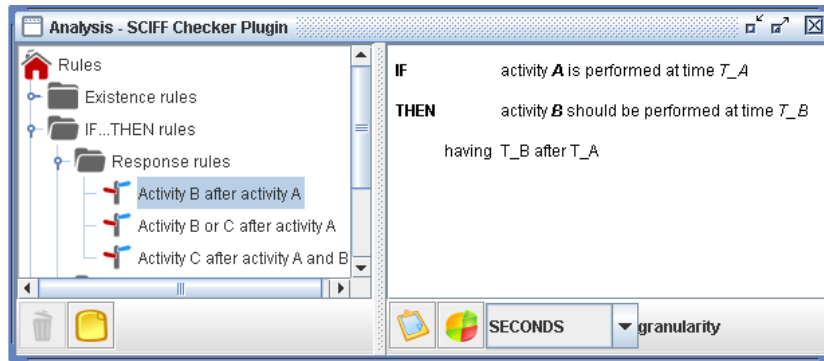 Analysis - SCIFF Checker Plugin
Rules
Existence rules
IF...THEN rules
Response rules
Activity B after activity A
Activity B or C after activity A
Activity C after activity A and B
IF activity A is performed at time T_A
THEN activity B should be performed at time T_B
having T_B after T_A
SECONDS granularity